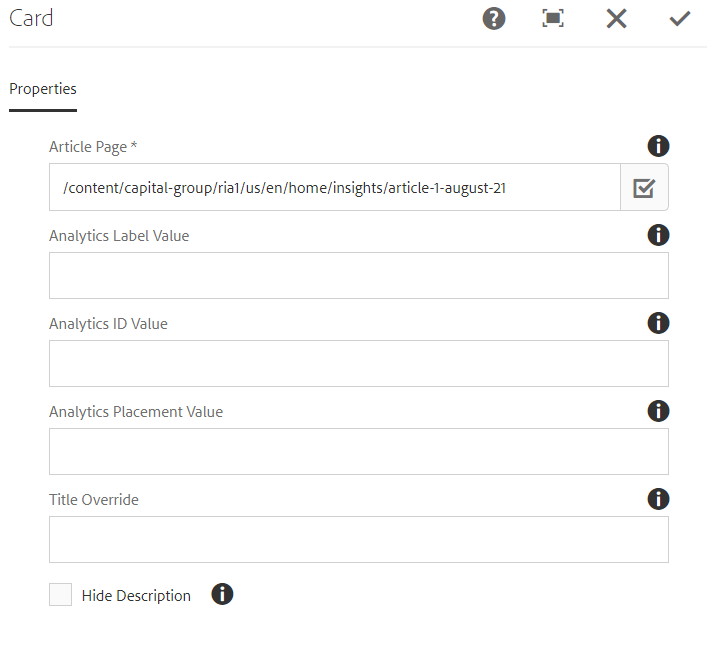 Card
Properties
Article Page *
/content/capital-group/ria1/us/en/home/insights/article-1-august-21
Analytics Label Value
Analytics ID Value
Analytics Placement Value
Title Override
Hide Description